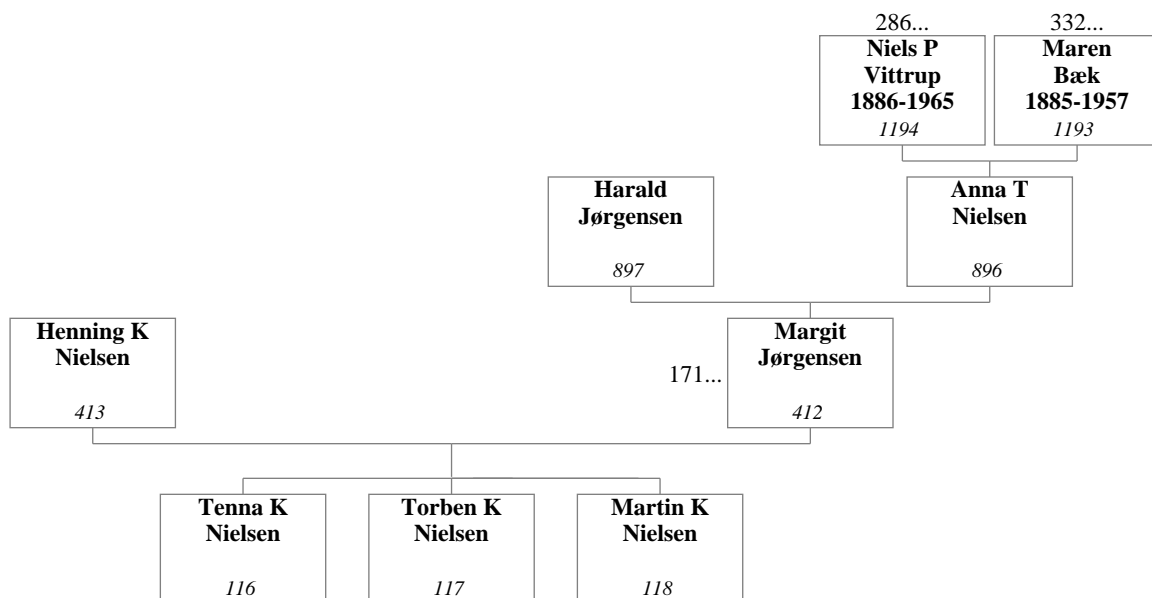 286...
332...
Niels P
Vittrup
1886-1965
1194
Maren
Bæk
1885-1957
1193
Harald
Jørgensen
897
Anna T
Nielsen
896
Henning K
Nielsen
413
171...
Margit
Jørgensen
412
Tenna K
Nielsen
116
Torben K
Nielsen
117
Martin K
Nielsen
118